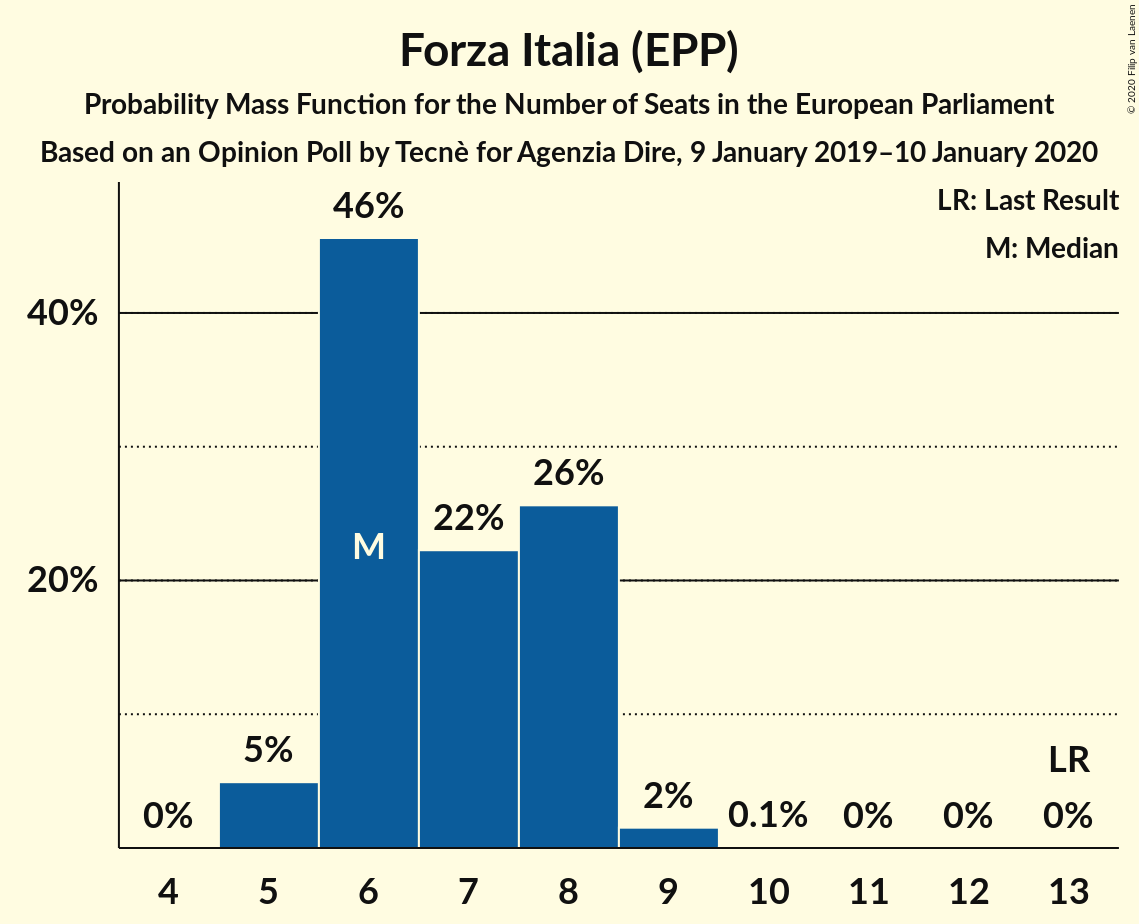 Forza Italia (EPP)
Probability Mass Function for the Number of Seats in the European Parliament
Based on an Opinion Poll by Tecnè for Agenzia Dire, 9 January 2019–10 January 2020
© 2020 Filip van Laenen
LR: Last Result
M: Median
46%
40%
26%
22%
M
20%
5%
LR
2%
0%
0.1%
0%
0%
0%
4 5 6 7 8 9 10 11 12 13